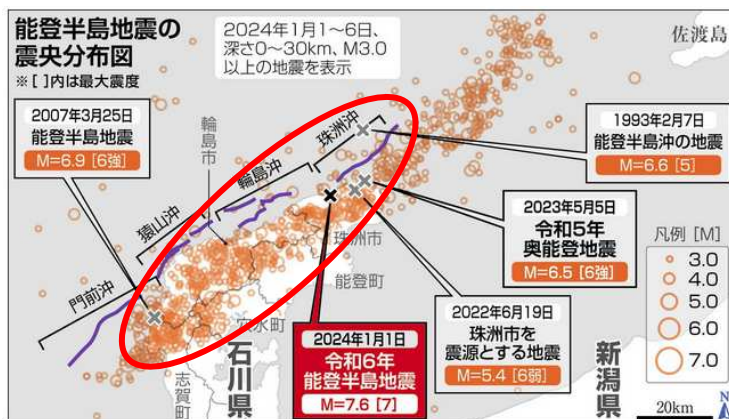 能登半島地震の
震央分布図
※[ ]内は最大震度
2024年1月1～6日、
深さ0～30km、M3.0
以上の地震を表示
佐渡島
2007年3月25日
能登半島地震
M=6.9 [6強]
輪島市
珠洲沖
輪島沖
猿山沖
門前沖
1993年2月7日
能登半島沖の地震
M=6.6 [5]
2023年5月5日
令和5年
奥能登地震
M=6.5 [6強]
珠洲市
能登町
穴水町
志賀町
石川県
2024年1月1日
令和6年
能登半島地震
M=7.6 [7]
2022年6月19日
珠洲市を
震源とする地震
M=5.4 [6弱]
新潟県
凡例 [M]
3.0
4.0
5.0
6.0
7.0
20km
N